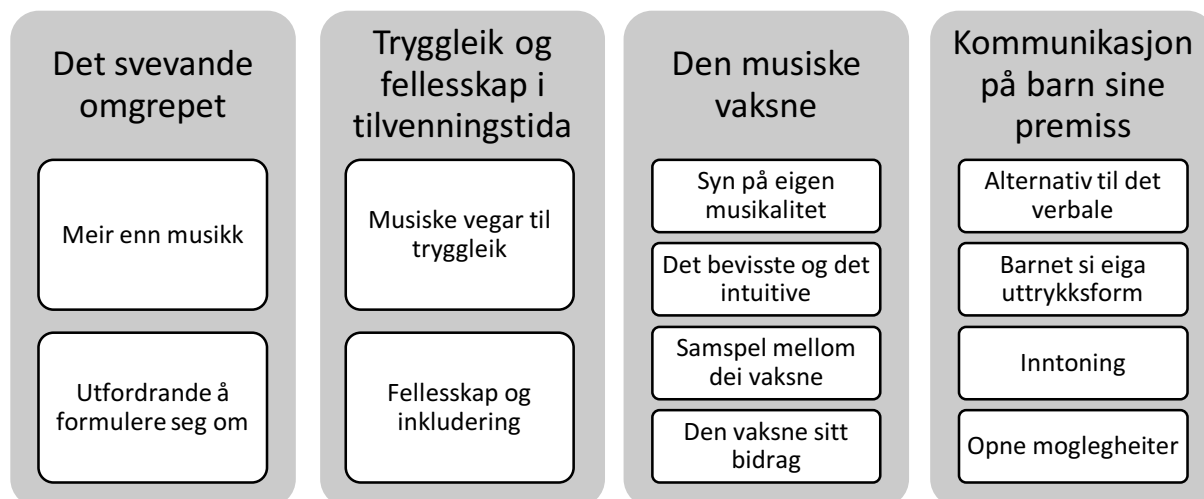 Det svevande
omgrepet
Meir enn musikk
Utfordrande å
formulere seg om
Tryggleik og
fellesskap i
tilvenningstida
Musiske vegar til
tryggleik
Fellesskap og
inkludering
Den musiske
vaksne
Syn på eigen
musikalitet
Det bevisste og det
intuitive
Samspel mellom
dei vaksne
Den vaksne sitt
bidrag
Kommunikasjon
på barn sine
premiss
Alternativ til det
verbale
Barnet si eiga
uttrykksform
Inntoning
Opne moglegheiter